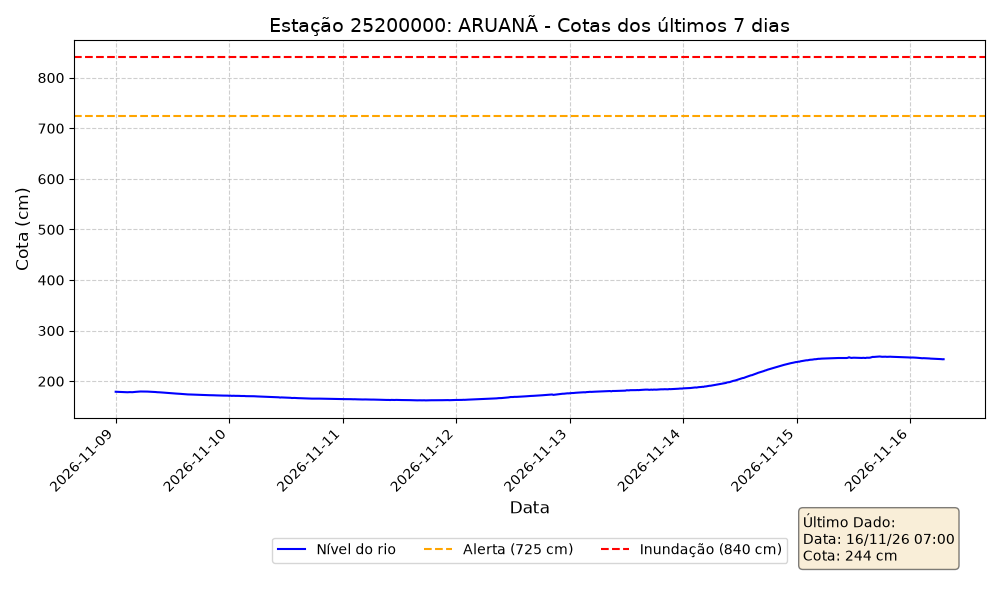 Estação 25200000: ARUANÃ - Cotas dos últimos 7 dias
Cota (cm)
800
700
600
500
400
300
200
2026-11-09
2026-11-10
2026-11-11
2026-11-12
2026-11-13
2026-11-14
2026-11-15
2026-11-16
Data
Nível do rio
Alerta (725 cm)
Inundação (840 cm)
Último Dado:
Data: 16/11/26 07:00
Cota: 244 cm